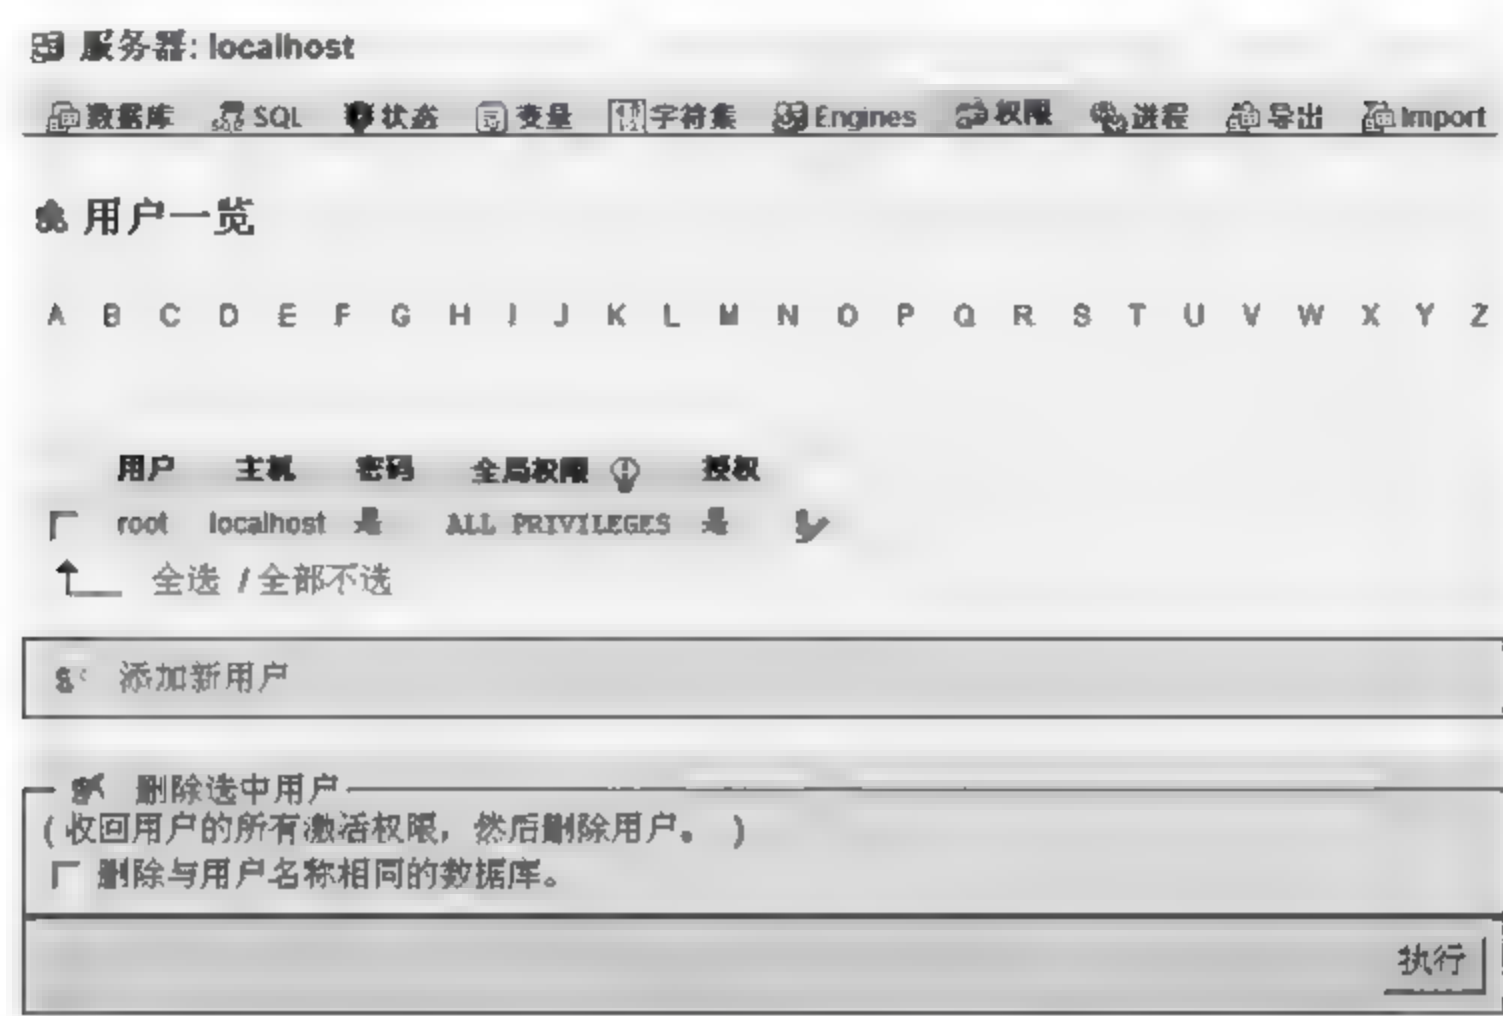 服务器: localhost
数据库 SQL 状态 变量 字符集 Engines 权限 进程 导出 Import
用户一览
A B C D E F G H I J K L M N O P Q R S T U V W X Y Z
用户 主机 密码 全局权限 授权
root localhost 是 ALL PRIVILEGES 是
全选 / 全部不选
添加新用户
删除选中用户
( 收回用户的所有激活权限，然后删除用户。 )
删除与用户名称相同的数据库。
执行